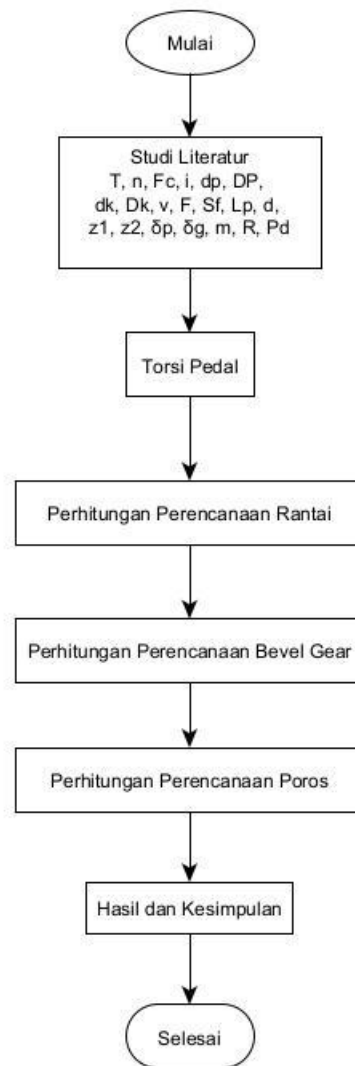 Mulai
Studi Literatur
T, n, Fc, i, dp, DP,
dk, Dk, v, F, Sf, Lp, d,
z1, z2, δp, δg, m, R, Pd
Torsi Pedal
Perhitungan Perencanaan Rantai
Perhitungan Perencanaan Bevel Gear
Perhitungan Perencanaan Poros
Hasil dan Kesimpulan
Selesai